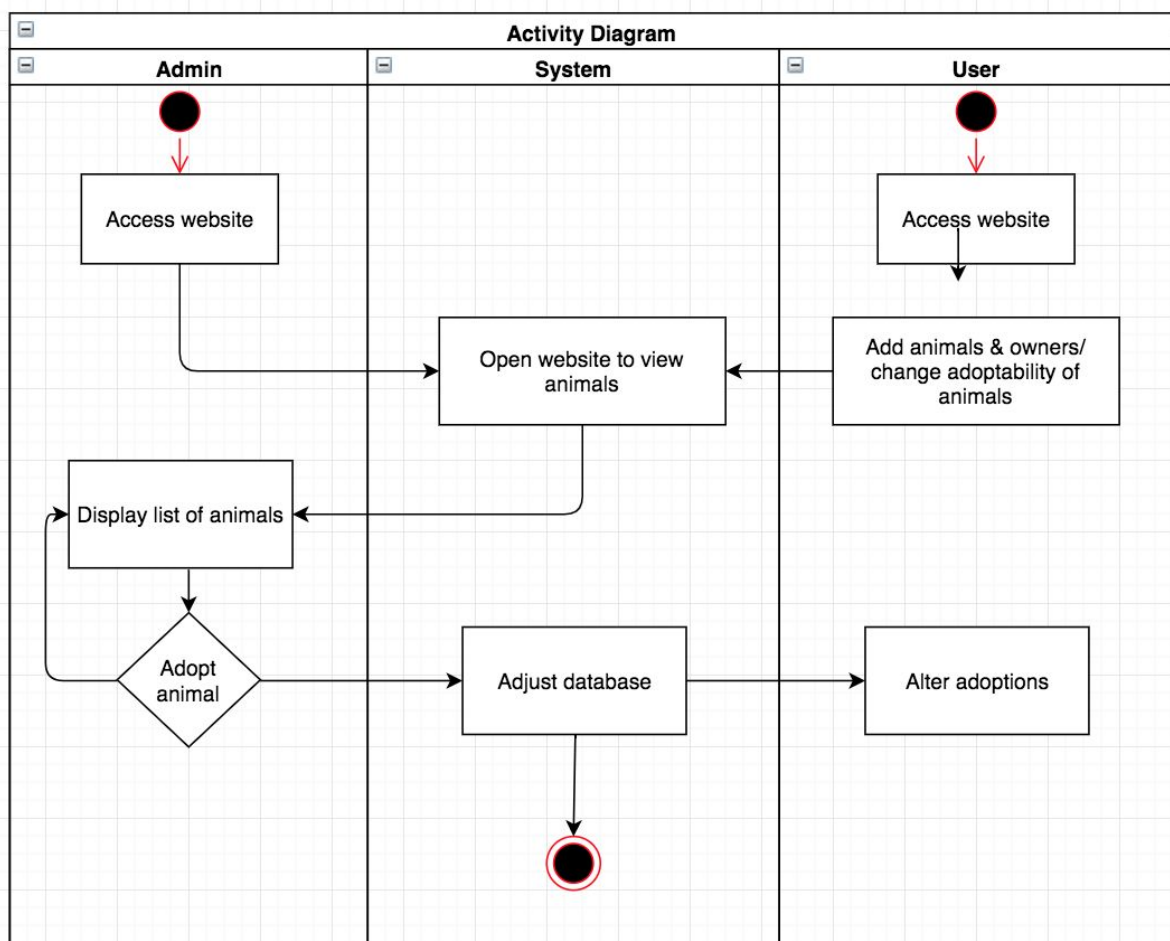 Activity Diagram
Admin
System
User
Access website
Access website
Open website to view
animals
Add animals & owners/
change adoptability of
animals
Display list of animals
Adopt
animal
Adjust database
Alter adoptions